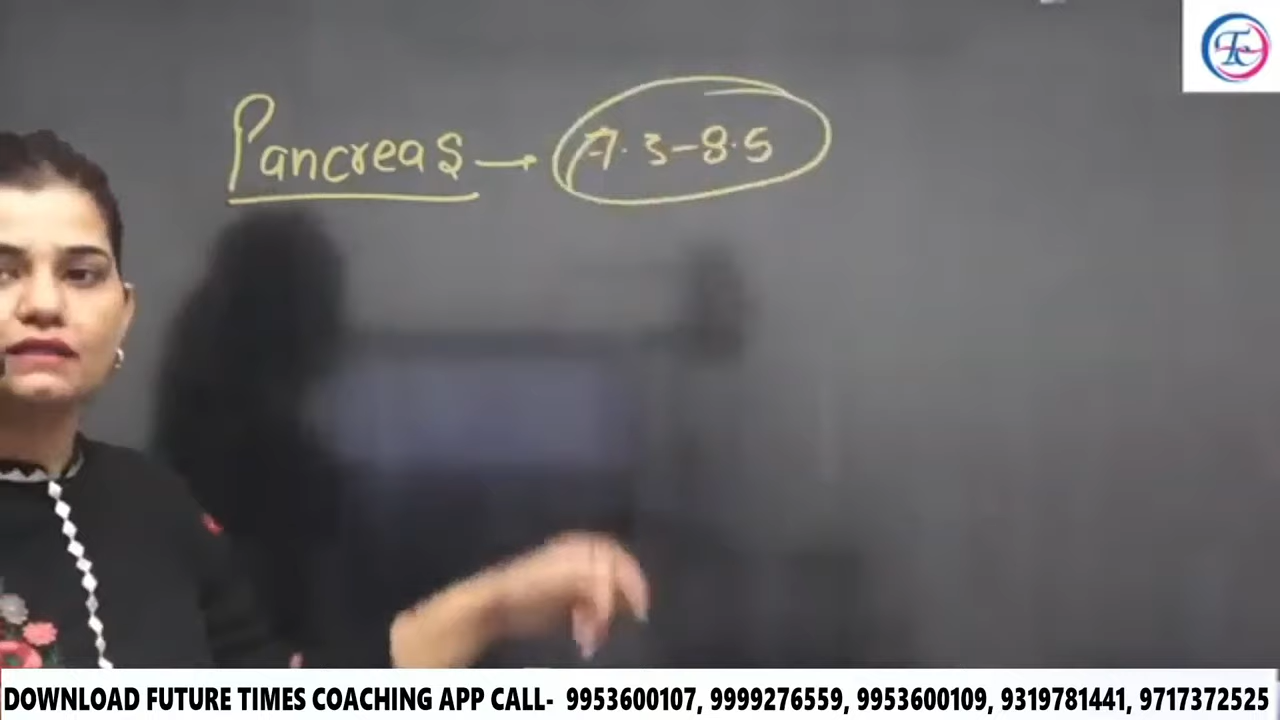 Pancreas → 7.3-8.5
DOWNLOAD FUTURE TIMES COACHING APP CALL- 9953600107, 9999276559, 9953600109, 9319781441, 9717372525